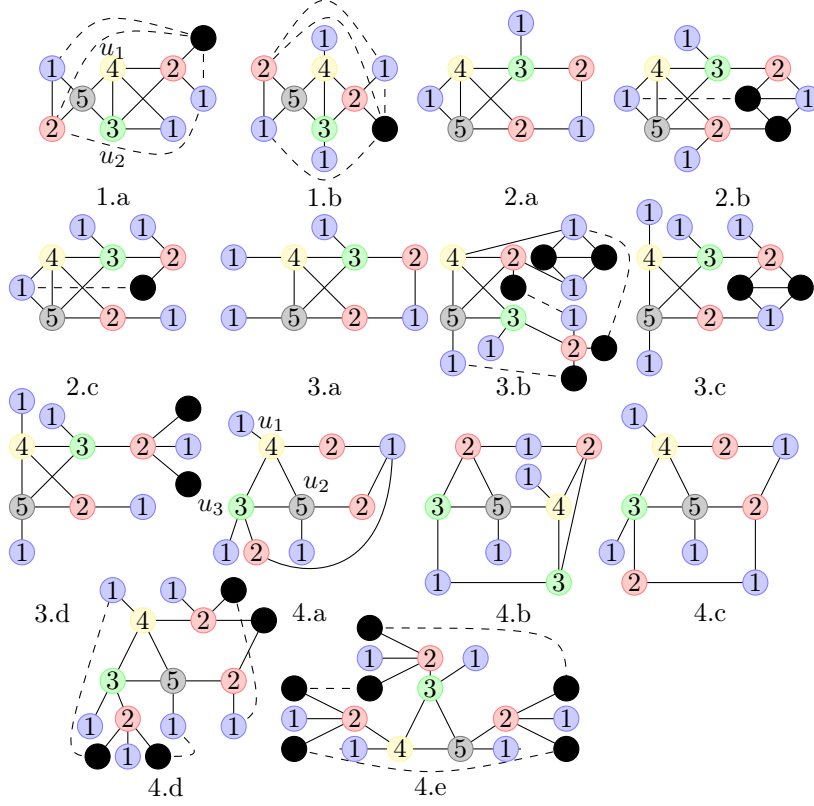 1 u₁ 4 2 5 2 3 1 1 u₂
1.a
1 2 4 1 5 2 1 3 1
1.b
1 4 3 2 1 5 2 1
2.a
1 4 3 2 1 1 5 2 1
2.b
1 1 4 3 2 1 5 2 1
2.c
1 1 4 3 2 1 5 2 1
3.a
1 4 2 1 5 3 1 1 2 1
3.b
1 1 1 4 3 2 5 2 1 1
3.c
1 1 4 3 2 1 5 2 1 1
3.d
1 u₁ 4 2 1 u₂ u₃ 3 5 2 1 2 1
4.a
2 1 2 1 3 5 4 1 1 3
4.b
1 4 2 1 3 5 2 1 1 2 1
4.c
1 1 4 2 3 5 2 1 2 1 1 1
4.d
1 2 1 3 1 2 2 1 1 4 5 1
4.e